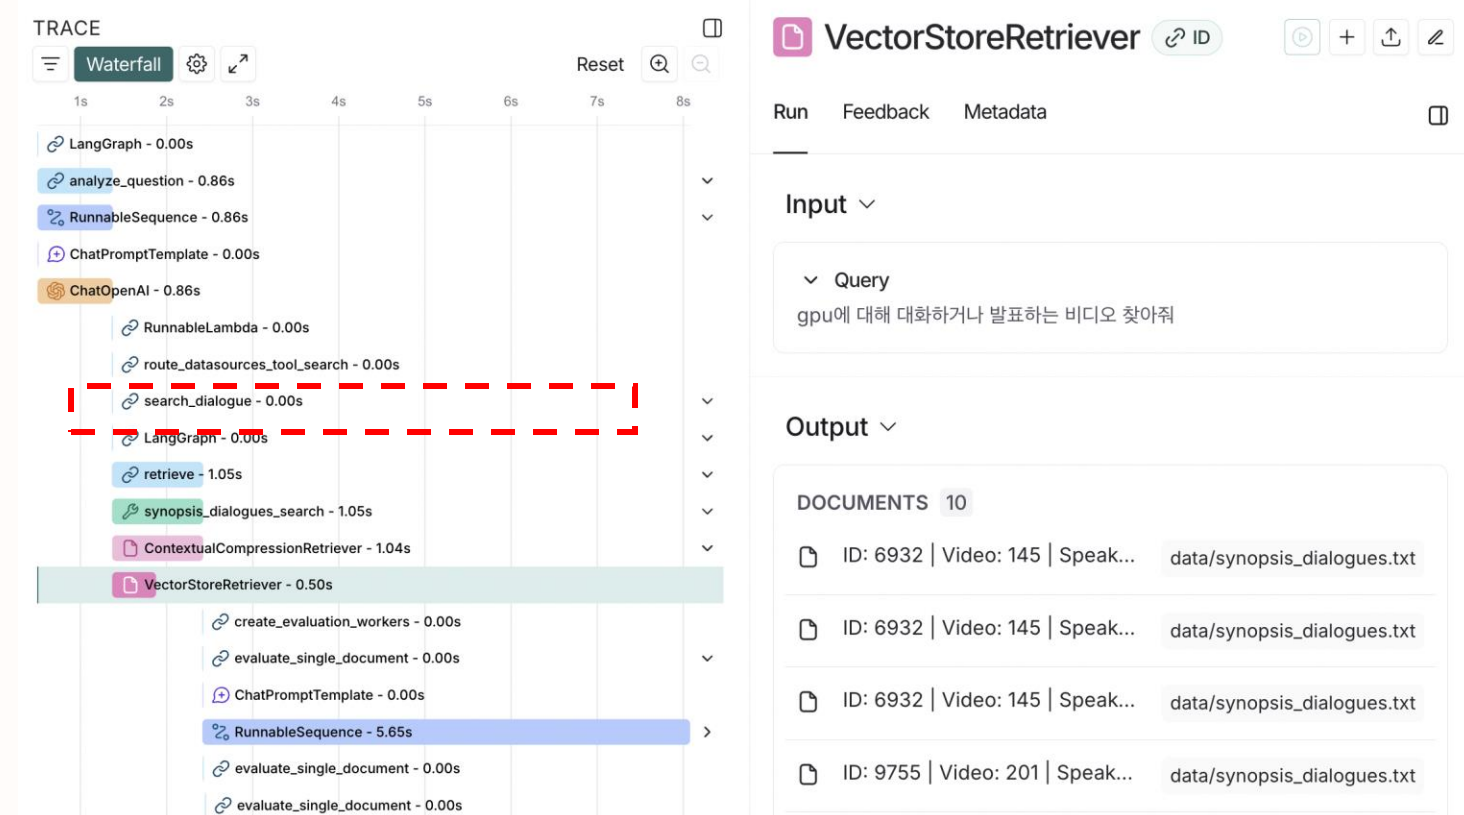 TRACE
Waterfall
Reset
1s 2s 3s 4s 5s 6s 7s 8s
LangGraph - 0.00s
analyze_question - 0.86s
RunnableSequence - 0.86s
ChatPromptTemplate - 0.00s
ChatOpenAI - 0.86s
RunnableLambda - 0.00s
route_datasources_tool_search - 0.00s
search_dialogue - 0.00s
LangGraph - 0.00s
retrieve - 1.05s
synopsis_dialogues_search - 1.05s
ContextualCompressionRetriever - 1.04s
VectorStoreRetriever - 0.50s
create_evaluation_workers - 0.00s
evaluate_single_document - 0.00s
ChatPromptTemplate - 0.00s
RunnableSequence - 5.65s
evaluate_single_document - 0.00s
evaluate_single_document - 0.00s
VectorStoreRetriever
ID
Run Feedback Metadata
Input
Query
gpu에 대해 대화하거나 발표하는 비디오 찾아줘
Output
DOCUMENTS 10
ID: 6932 | Video: 145 | Speak... data/synopsis_dialogues.txt
ID: 6932 | Video: 145 | Speak... data/synopsis_dialogues.txt
ID: 6932 | Video: 145 | Speak... data/synopsis_dialogues.txt
ID: 9755 | Video: 201 | Speak... data/synopsis_dialogues.txt